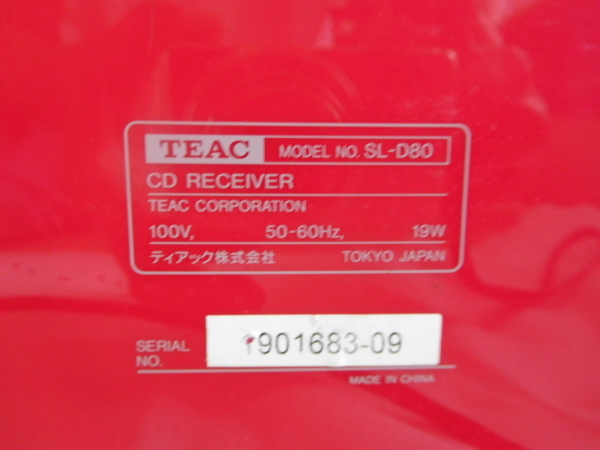 TEAC MODEL NO. SL-D80
CD RECEIVER
TEAC CORPORATION
100V, 50-60Hz, 19W
ティアック株式会社 TOKYO JAPAN
SERIAL NO. 1901683-09
MADE IN CHINA